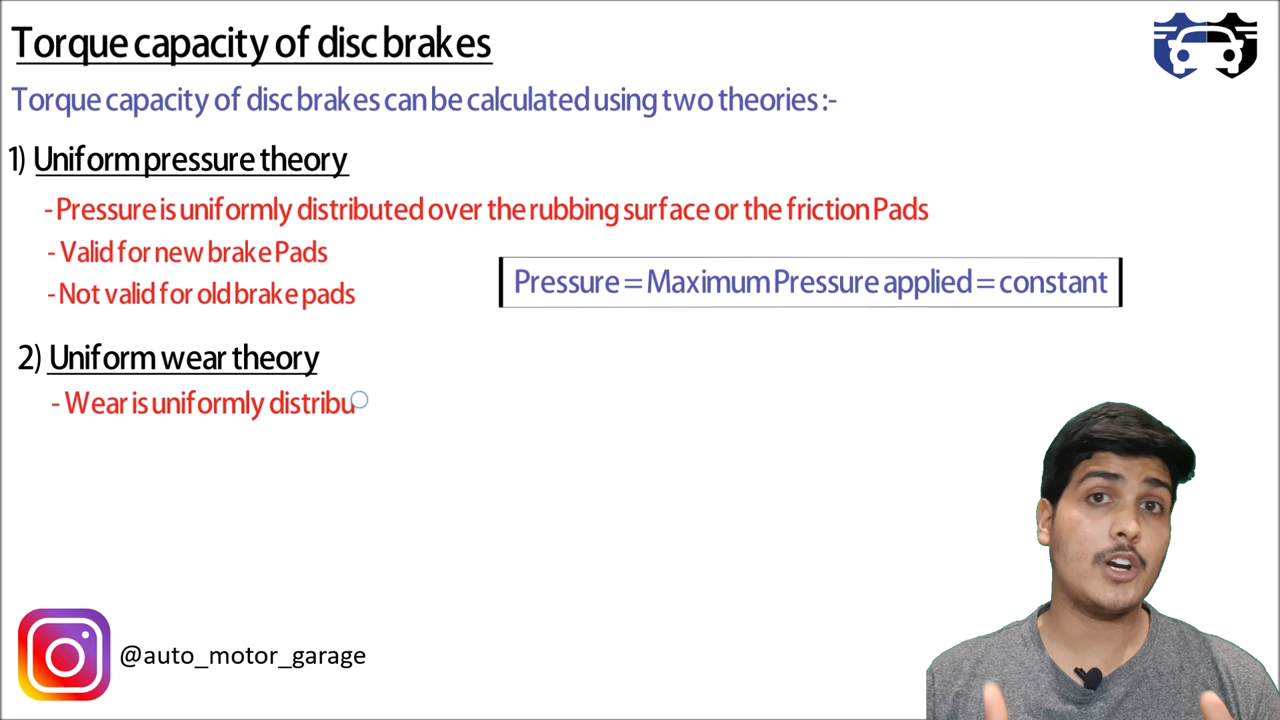 Torque capacity of disc brakes
Torque capacity of disc brakes can be calculated using two theories :-
1) Uniform pressure theory
- Pressure is uniformly distributed over the rubbing surface or the friction Pads
- Valid for new brake Pads
- Not valid for old brake pads
Pressure = Maximum Pressure applied = constant
2) Uniform wear theory
- Wear is uniformly distribu
@auto_motor_garage